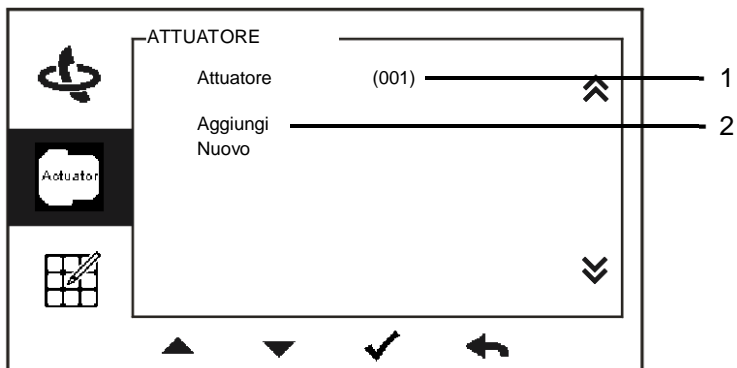 ATTUATORE
Attuatore (001) 1
Aggiungi 2
Nuovo
Actuator